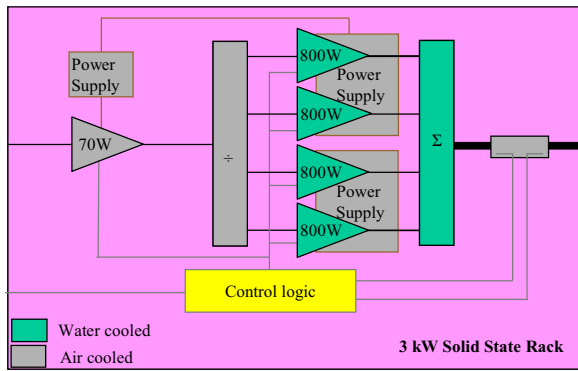 800W
Power
Supply
Power
Supply
800W
70W
÷
Σ
800W
Power
Supply
800W
Control logic
Water cooled
Air cooled
3 kW Solid State Rack